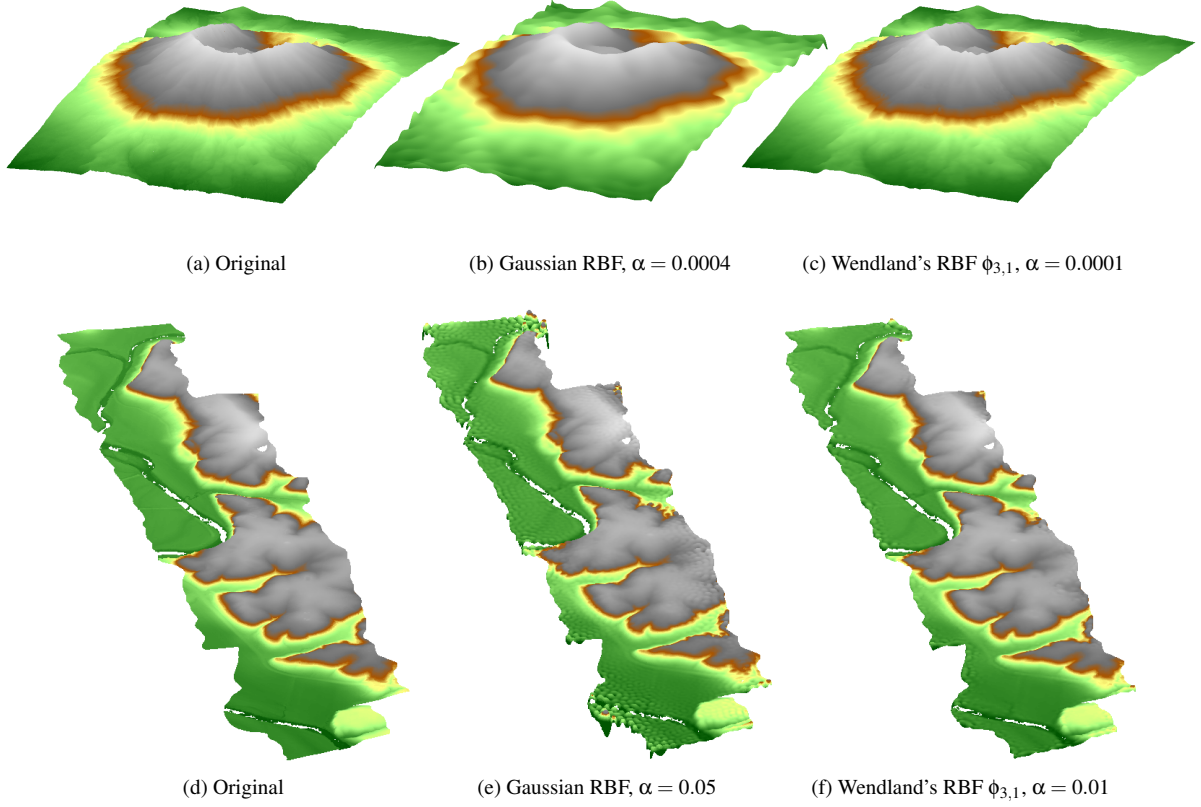 (a) Original
(b) Gaussian RBF, α = 0.0004
(c) Wendland's RBF ϕ3,1, α = 0.0001
(d) Original
(e) Gaussian RBF, α = 0.05
(f) Wendland's RBF ϕ3,1, α = 0.01